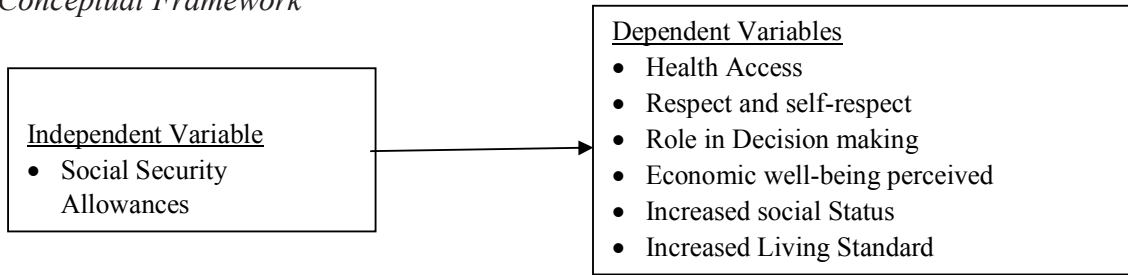 Conceptual Framework
Independent Variable
• Social Security
Allowances
Dependent Variables
• Health Access
• Respect and self-respect
• Role in Decision making
• Economic well-being perceived
• Increased social Status
• Increased Living Standard